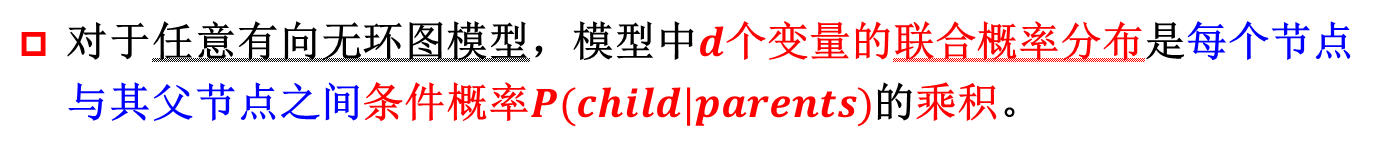 对于任意有向无环图模型，模型中d个变量的联合概率分布是每个节点
与其父节点之间条件概率P(child|parents)的乘积。